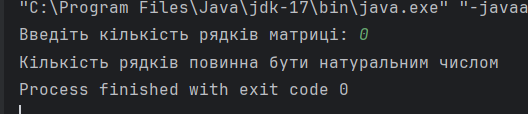 "C:\Program Files\Java\jdk-17\bin\java.exe" "-javaa
Введіть кількість рядків матриці: 0
Кількість рядків повинна бути натуральним числом
Process finished with exit code 0